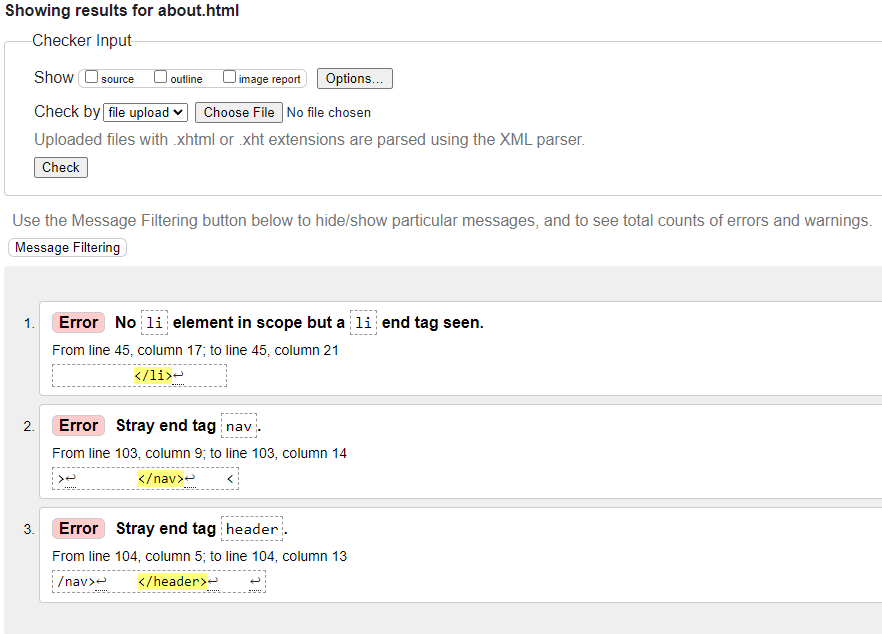 Showing results for about.html
Checker Input
Show source outline image report Options...
Check by file upload Choose File No file chosen
Uploaded files with .xhtml or .xht extensions are parsed using the XML parser.
Check
Use the Message Filtering button below to hide/show particular messages, and to see total counts of errors and warnings.
Message Filtering
1. Error No li element in scope but a li end tag seen.
From line 45, column 17; to line 45, column 21
</li>↩
2. Error Stray end tag nav.
From line 103, column 9; to line 103, column 14
>↩ </nav>↩ <
3. Error Stray end tag header.
From line 104, column 5; to line 104, column 13
/nav>↩ </header>↩ ↩